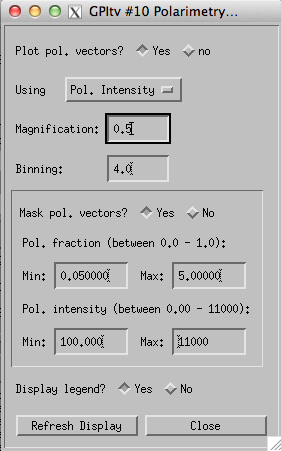 GPItv #10 Polarimetry...
Plot pol. vectors? Yes no
Using Pol. Intensity
Magnification: 0.5
Binning: 4.0
Mask pol. vectors? Yes No
Pol. fraction (between 0.0 - 1.0):
Min: 0.050000 Max: 5.00000
Pol. intensity (between 0.00 - 11000):
Min: 100.000 Max: 11000
Display legend? Yes No
Refresh Display Close